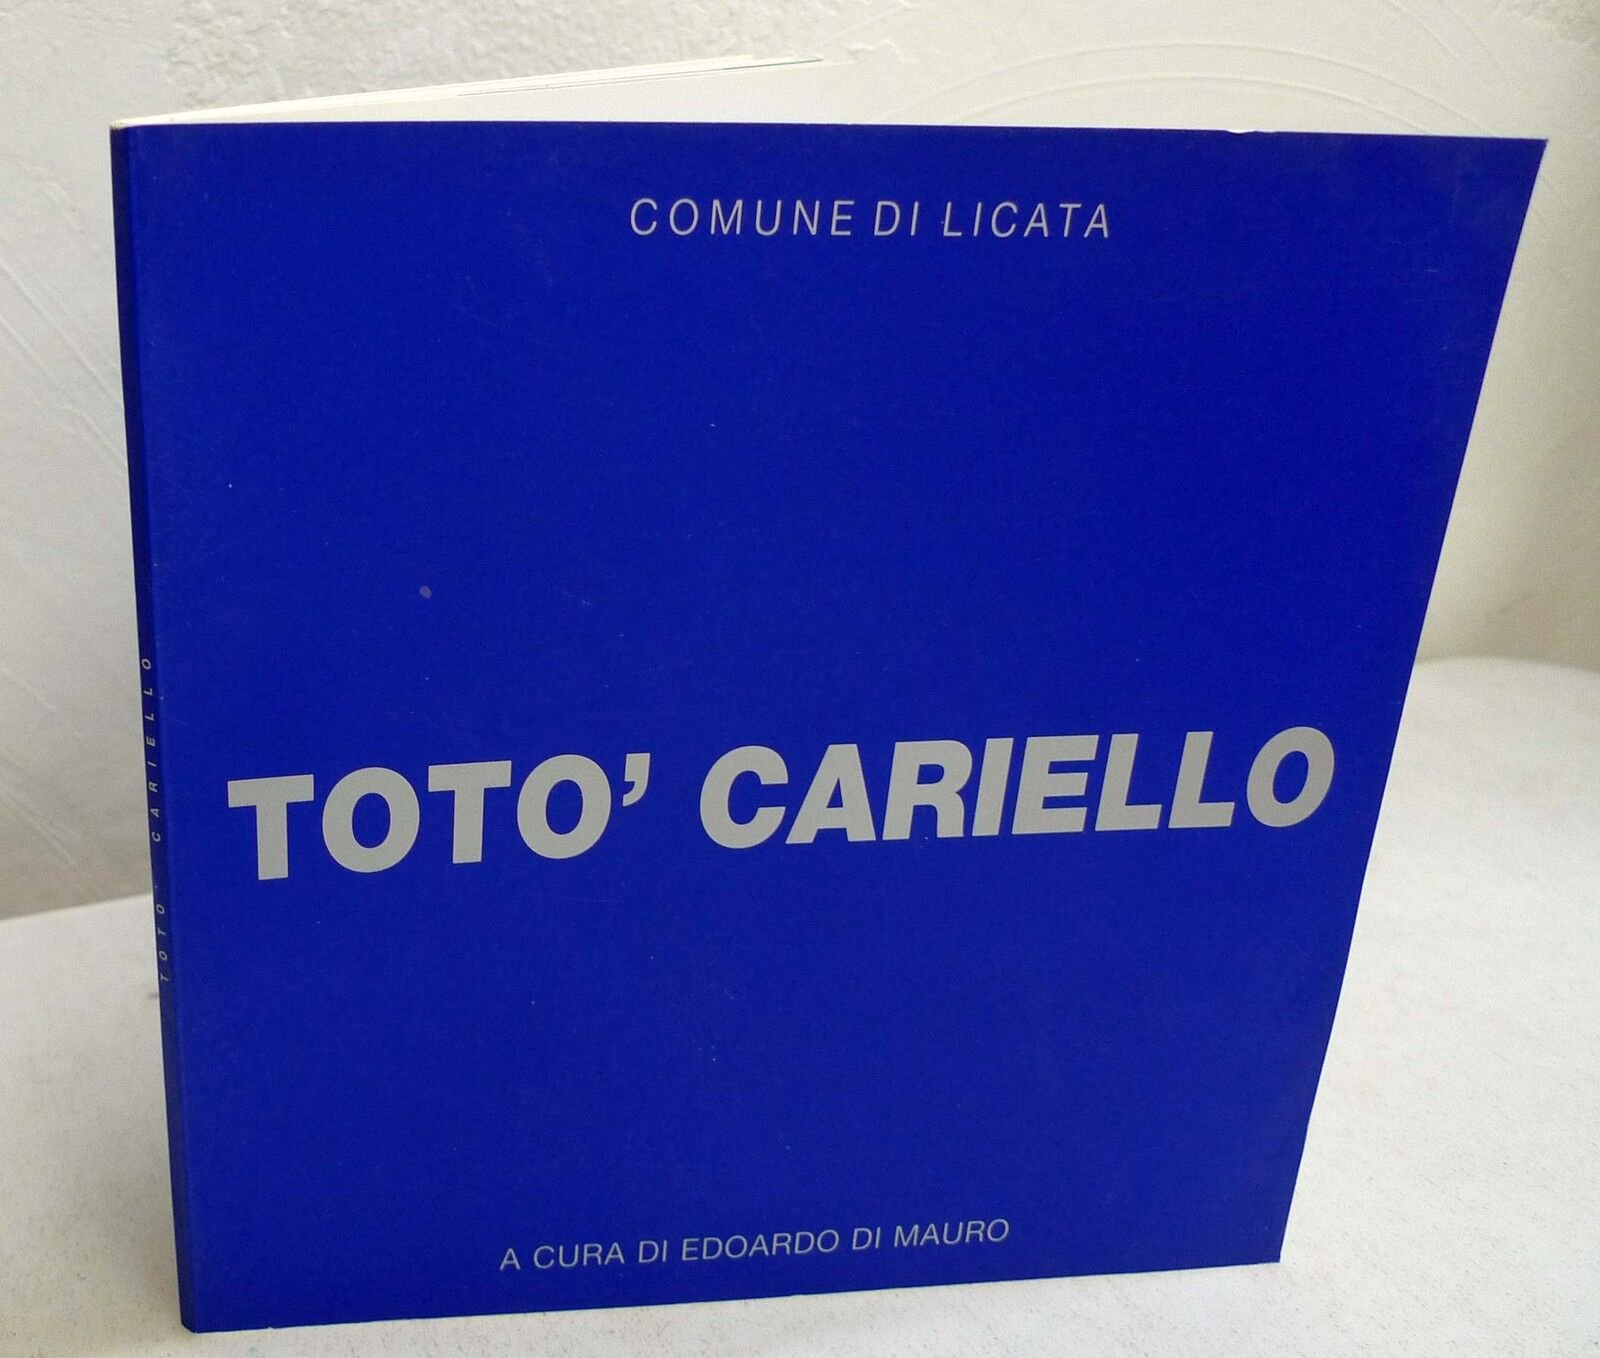 COMUNE DI LICATA
TOTO' CARIELLO
A CURA DI EDOARDO DI MAURO
TOTO' CARIELLO